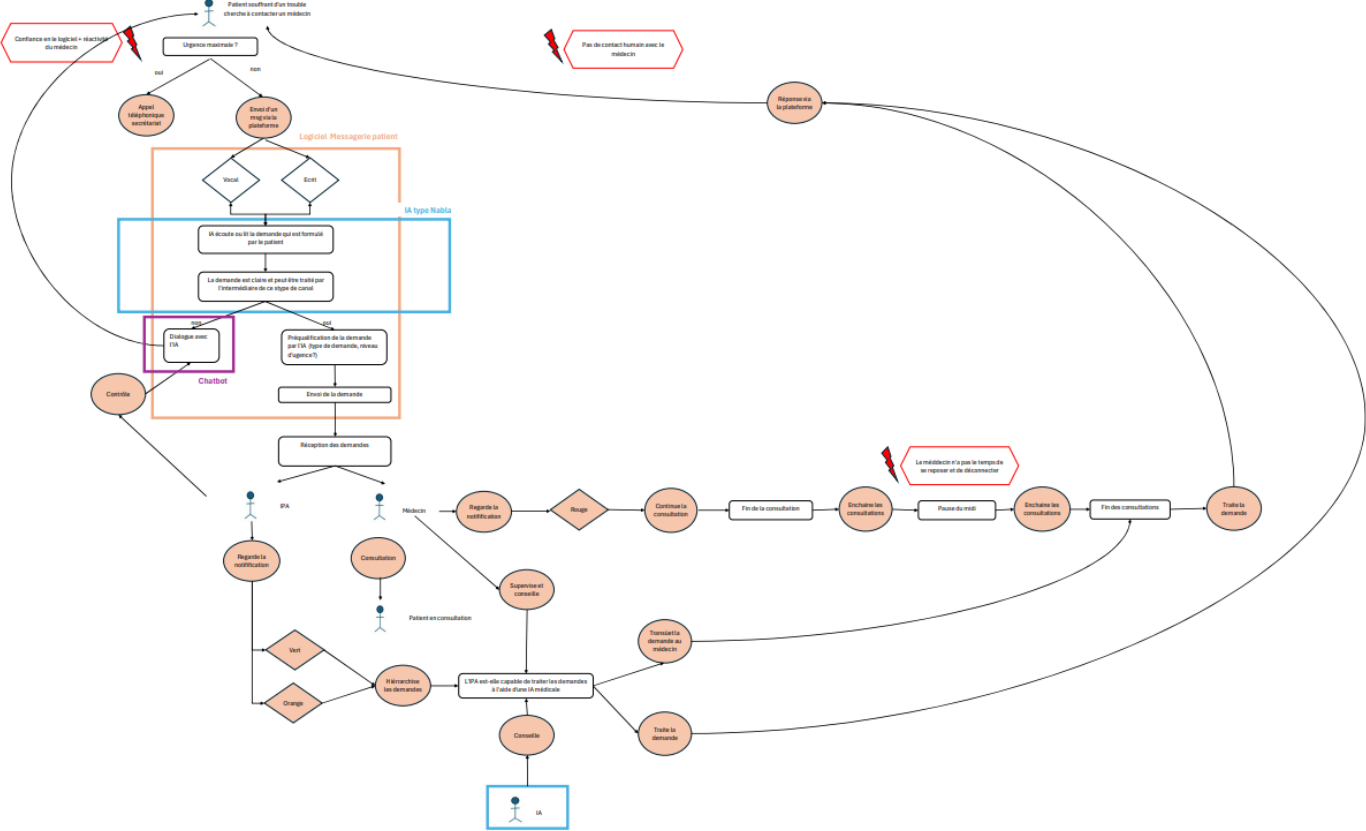 Patient souffrant d'un trouble
cherche à contacter un médecin
Confiance en le logiciel + réactivité
du médecin
Urgence maximale ?
Pas de contact humain avec le
médecin
oui
non
Appel
téléphonique
secrétariat
Envoi d'un
msg via la
plateforme
Réponse via
la plateforme
Logiciel Messagerie patient
Vocal
Ecrit
IA type Nabla
IA écoute ou lit la demande qui est formulé
par le patient
La demande est claire et peut être traité par
l'intermédiaire de ce stype de canal
non
oui
Dialogue avec
l'IA
Préqualification de la demande
par l'IA (type de demande, niveau
d'ugence?)
Chatbot
Contrôle
Envoi de la demande
Réception des demandes
Le méddecin n'a pas le temps de
se reposer et de déconnecter
IPA
Médecin
Regarde la
notitification
Rouge
Continue la
consultation
Fin de la consultation
Enchaine les
consultations
Pause du midi
Enchaine les
consultations
Fin des consultations
Traite la
demande
Regarde la
notitification
Consultation
Supervise et
conseille
Patient en consultation
Vert
Transmet la
demande au
médecin
Hiérarchise
les demandes
L'IPA est-elle capable de traiter les demandes
à l'aide d'une IA médicale
Orange
Conseille
Traite la
demande
IA